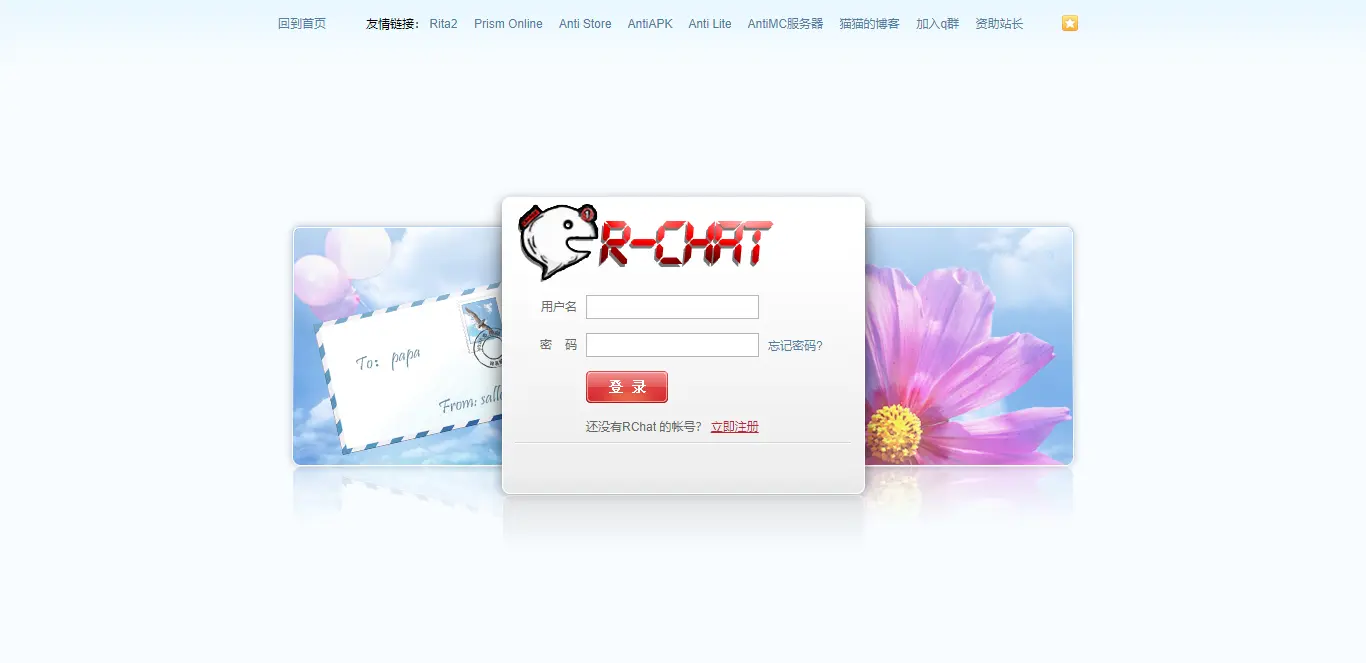 回到首页 友情链接: Rita2 Prism Online Anti Store AntiAPK Anti Lite AntiMC服务器 猫猫的博客 加入q群 资助站长
R-CHAT
To: papa
From: salle
用户名
密 码 忘记密码?
登 录
还没有RChat 的帐号? 立即注册